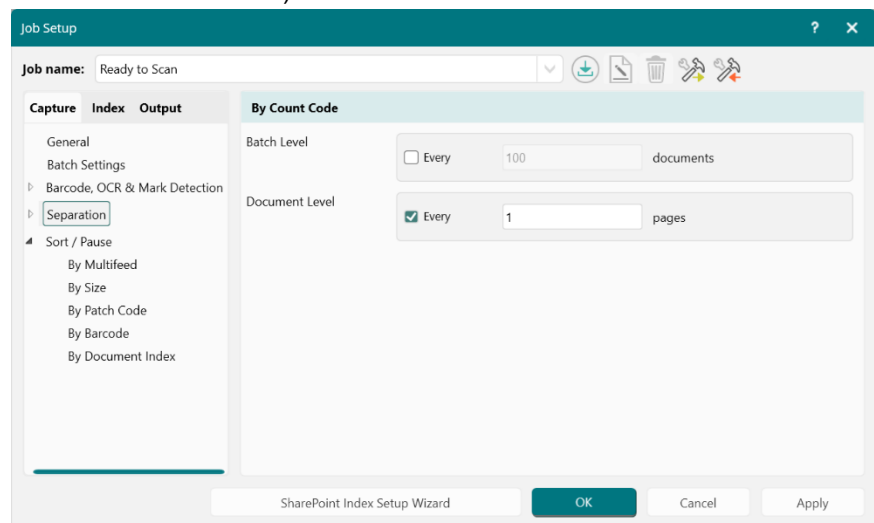 Job Setup ? ×
Job name: Ready to Scan
Capture Index Output
General
Batch Settings
Barcode, OCR & Mark Detection
Separation
Sort / Pause
By Multifeed
By Size
By Patch Code
By Barcode
By Document Index
By Count Code
Batch Level
Every 100 documents
Document Level
Every 1 pages
SharePoint Index Setup Wizard OK Cancel Apply